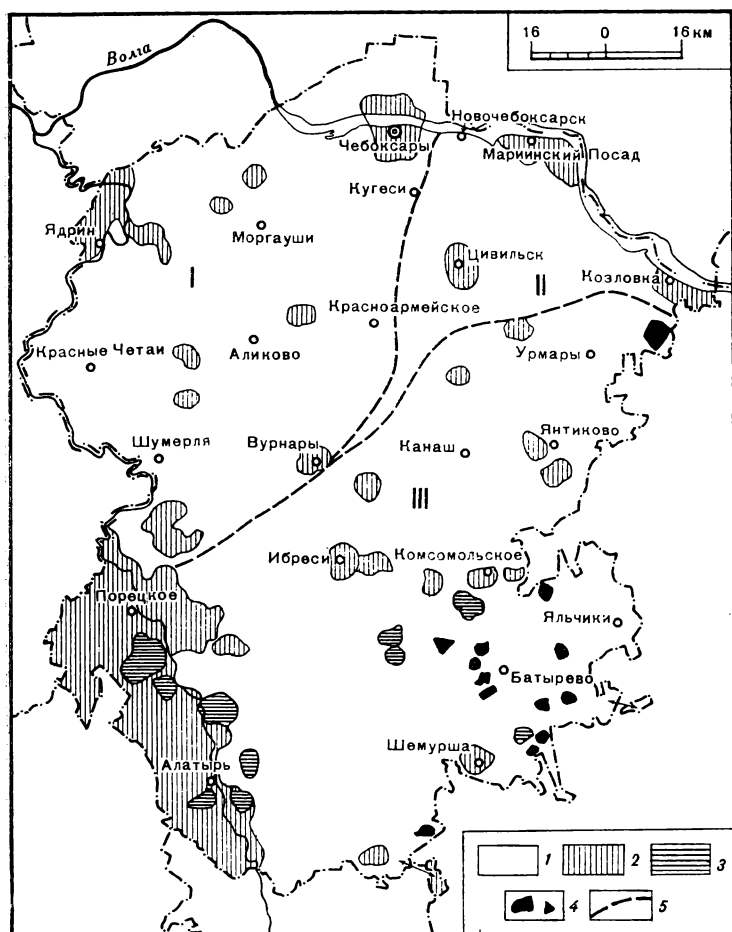 16 0 16 км
Волга
Новочебоксарск
Чебоксары
Мариинский Посад
Кугеси
Ядрин
Моргауши
Цивильск
I
II
Козловка
Красноармейское
Красные Четаи
Аликово
Урмары
Шумерля
Вурнары
Канаш
Янтиково
III
Ибреси
Комсомольское
Порецкое
Яльчики
Батырево
Шемурша
Алатырь
1 2 3
4 5